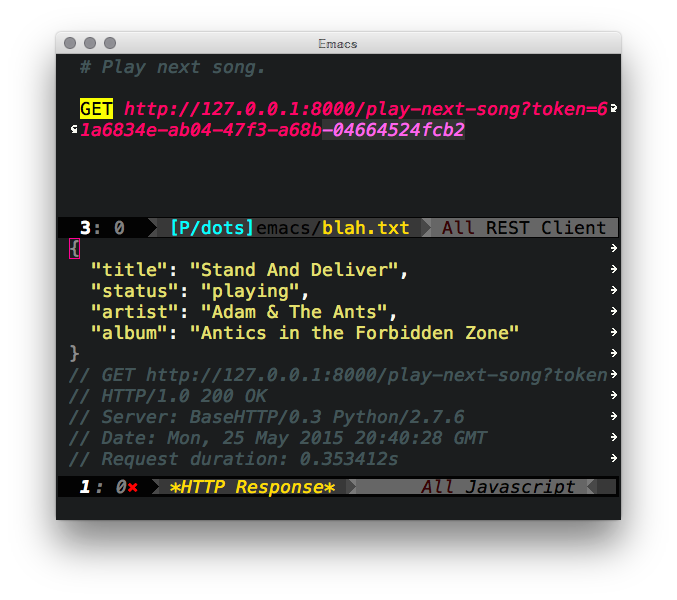 Emacs
# Play next song.
GET http://127.0.0.1:8000/play-next-song?token=6
1a6834e-ab04-47f3-a68b-04664524fcb2
3: 0 [P/dots]emacs/blah.txt All REST Client
{
"title": "Stand And Deliver",
"status": "playing",
"artist": "Adam & The Ants",
"album": "Antics in the Forbidden Zone"
}
// GET http://127.0.0.1:8000/play-next-song?token
// HTTP/1.0 200 OK
// Server: BaseHTTP/0.3 Python/2.7.6
// Date: Mon, 25 May 2015 20:40:28 GMT
// Request duration: 0.353412s
1: 0× *HTTP Response* All Javascript